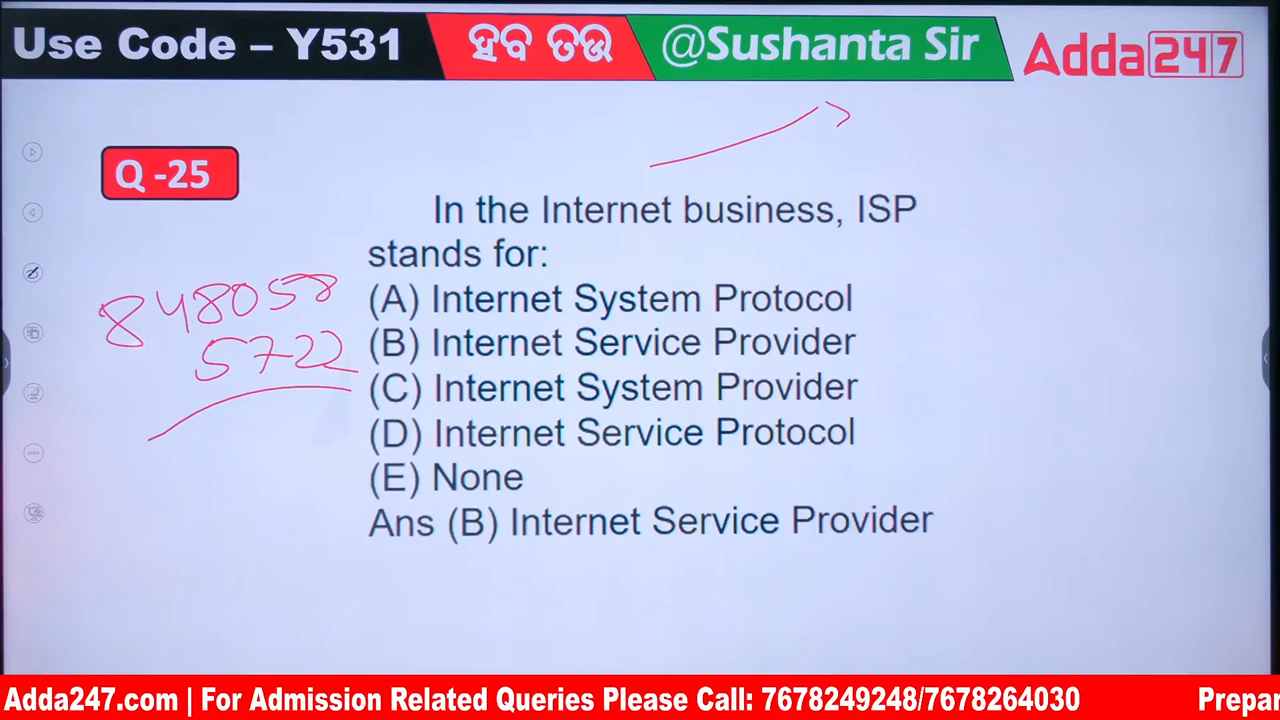 Use Code – Y531
ହବ ତଉ
@Sushanta Sir
Adda247
Q -25
In the Internet business, ISP
stands for:
(A) Internet System Protocol
(B) Internet Service Provider
(C) Internet System Provider
(D) Internet Service Protocol
(E) None
Ans (B) Internet Service Provider
848058
5722
Adda247.com | For Admission Related Queries Please Call: 7678249248/7678264030
Prepar